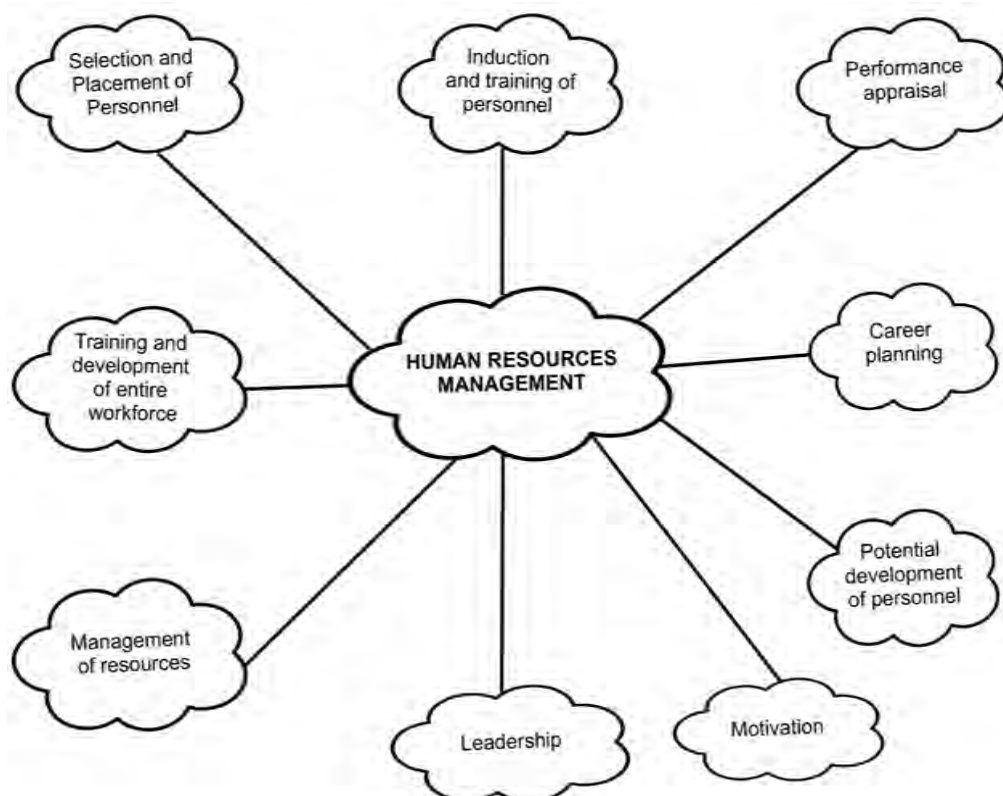 Selection and
Placement of
Personnel
Induction
and training of
personnel
Performance
appraisal
Training and
development
of entire
workforce
HUMAN RESOURCES
MANAGEMENT
Career
planning
Potential
development
of personnel
Management
of resources
Leadership
Motivation